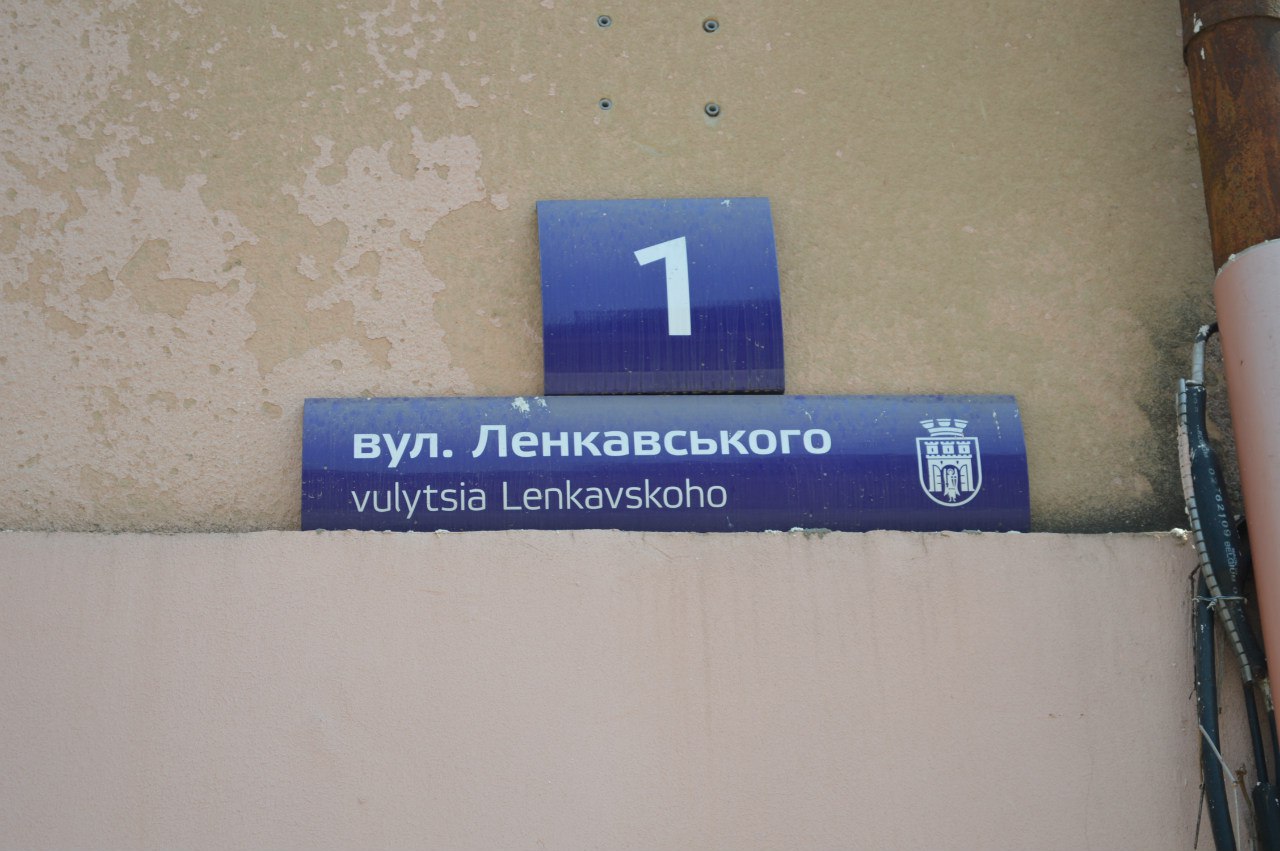 1
вул. Ленкавського
vulytsia Lenkavskoho